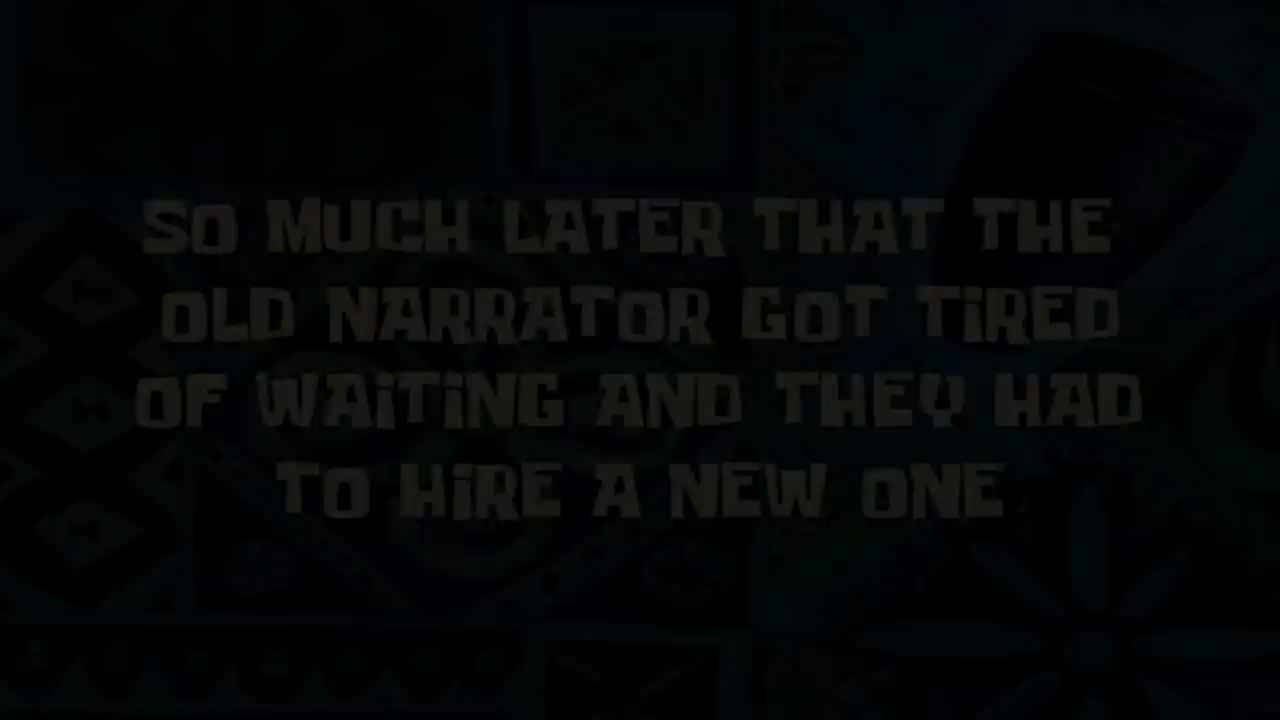 SO MUCH LATER THAT THE
OLD NARRATOR GOT TiRED
OF WAiTiNG AND THEY HAD
TO HiRE A NEW ONE